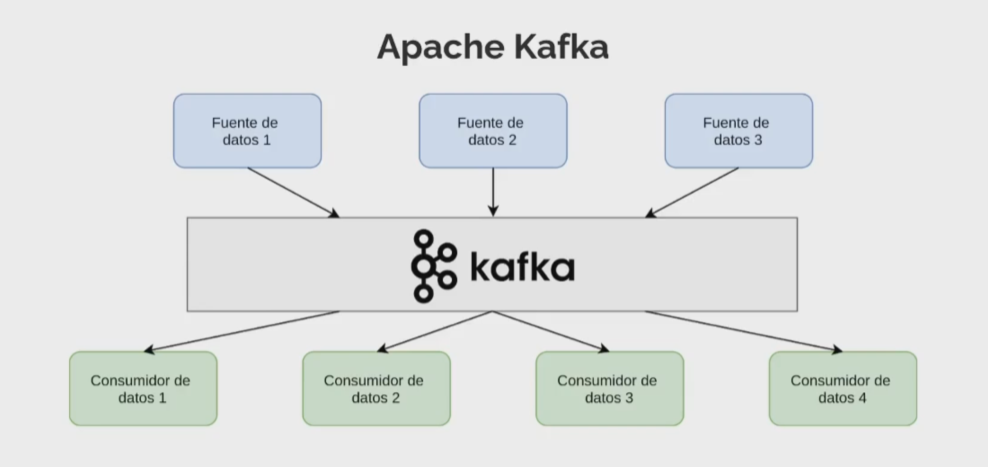 Apache Kafka
Fuente de
datos 1
Fuente de
datos 2
Fuente de
datos 3
kafka
Consumidor de
datos 1
Consumidor de
datos 2
Consumidor de
datos 3
Consumidor de
datos 4